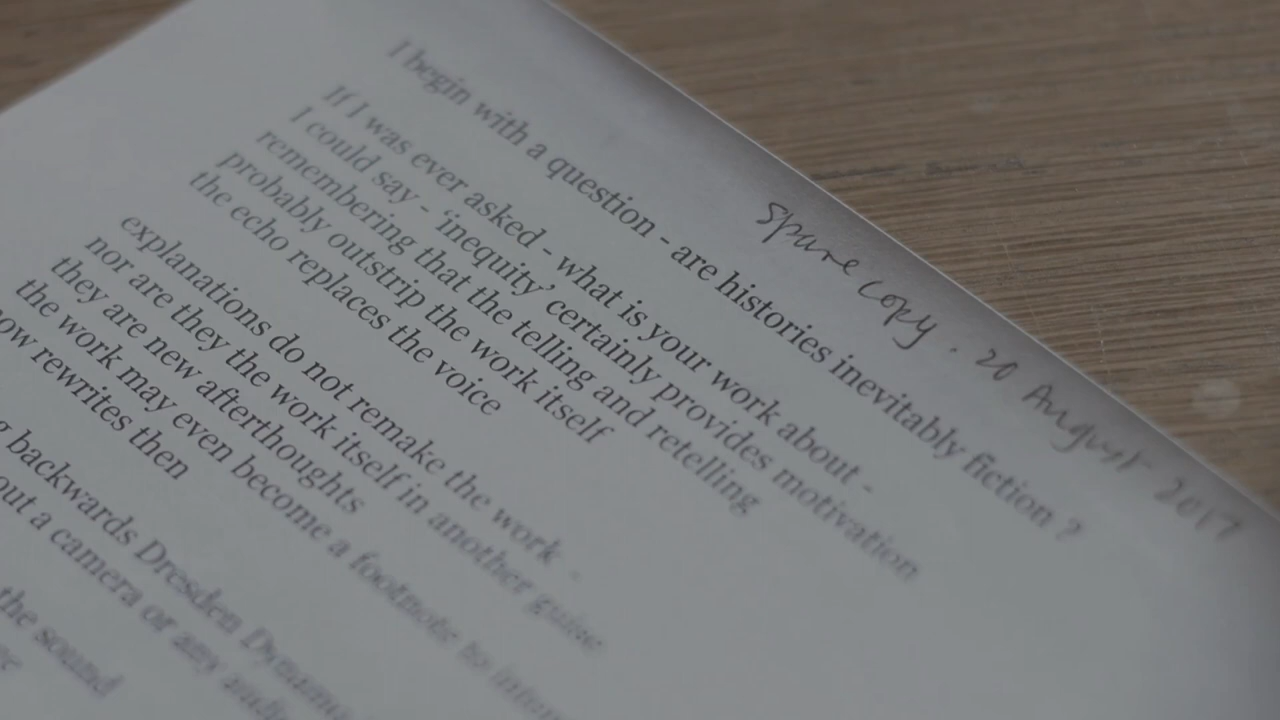 spare copy . 20 August 2017
I begin with a question - are histories inevitably fiction ?
If I was ever asked - what is your work about -
I could say - 'inequity' certainly provides motivation
remembering that the telling and retelling
probably outstrip the work itself
the echo replaces the voice
explanations do not remake the work -
nor are they the work itself in another guise
they are new afterthoughts
the work may even become a footnote to
rewrites then
backwards Dresden
out a camera or any
the sound